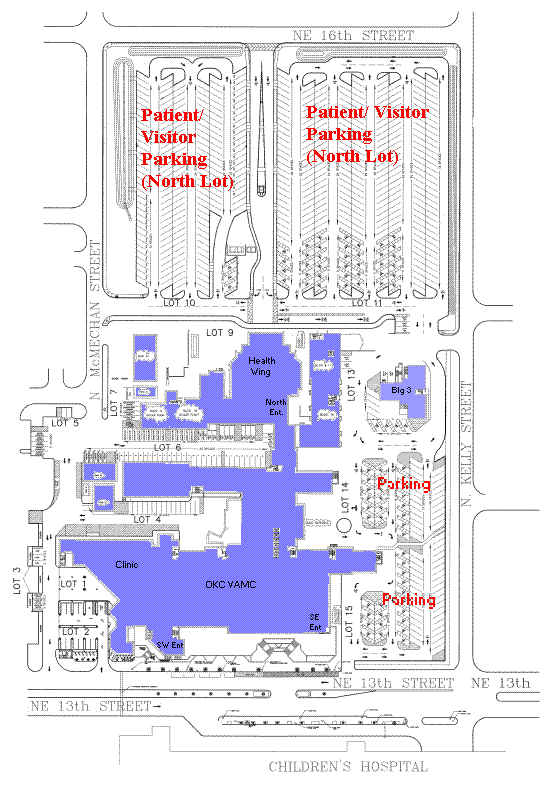 NE 16th STREET
Patient/
Visitor
Parking
(North Lot)
Patient/ Visitor
Parking
(North Lot)
N McMECHAN STREET
LOT 10
LOT 11
LOT 9
Health
Wing
North
Ent.
LOT 13
Blg 3
LOT 7
LOT 5
LOT 6
N. KELLY STREET
Parking
LOT 14
LOT 4
Clinic
OKC VAMC
LOT 3
LOT 1
LOT 2
Parking
SE
Ent
LOT 15
SW Ent
NE 13th STREET
NE 13th
NE 13th STREET
CHILDREN'S HOSPITAL